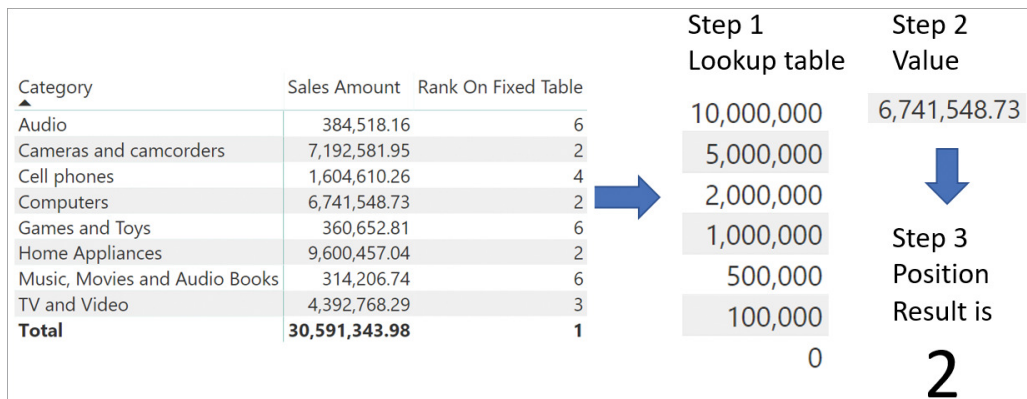 Category Sales Amount Rank On Fixed Table
Audio 384,518.16 6
Cameras and camcorders 7,192,581.95 2
Cell phones 1,604,610.26 4
Computers 6,741,548.73 2
Games and Toys 360,652.81 6
Home Appliances 9,600,457.04 2
Music, Movies and Audio Books 314,206.74 6
TV and Video 4,392,768.29 3
Total 30,591,343.98 1
Step 1
Lookup table
10,000,000
5,000,000
2,000,000
1,000,000
500,000
100,000
0
Step 2
Value
6,741,548.73
Step 3
Position
Result is
2